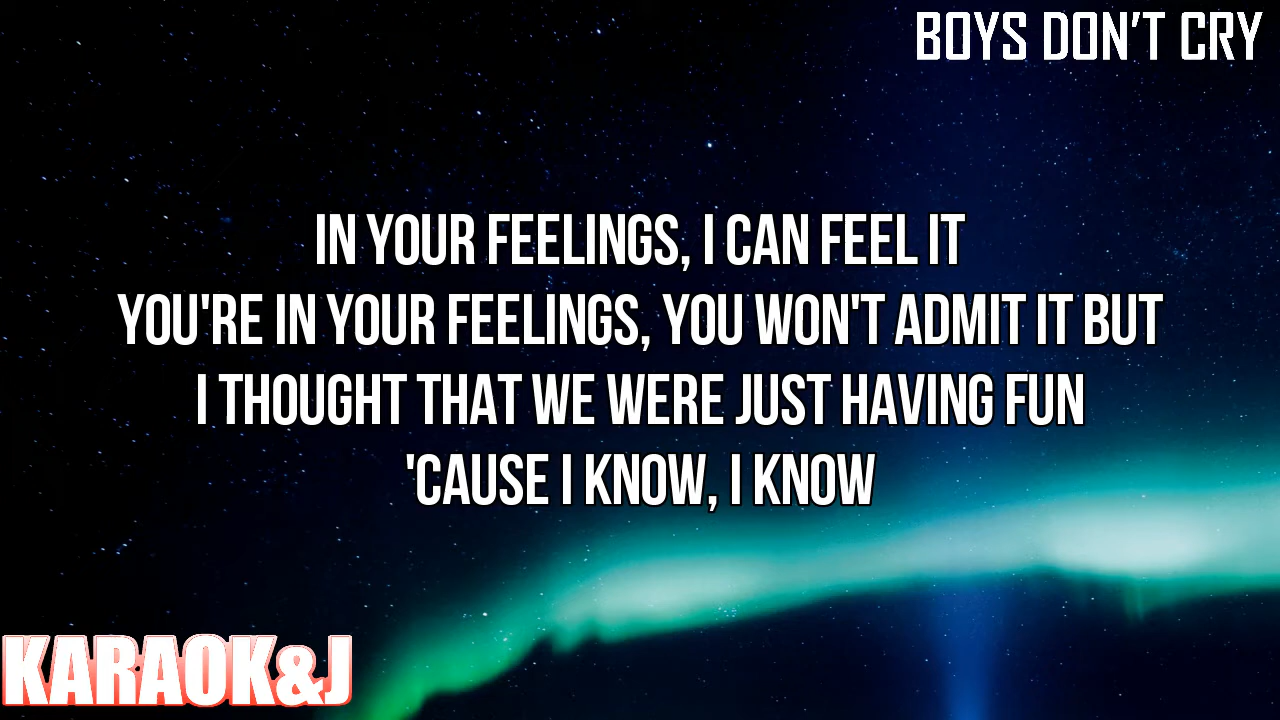 BOYS DON'T CRY
IN YOUR FEELINGS, I CAN FEEL IT
YOU'RE IN YOUR FEELINGS, YOU WON'T ADMIT IT BUT
I THOUGHT THAT WE WERE JUST HAVING FUN
'CAUSE I KNOW, I KNOW
KARAOK&J